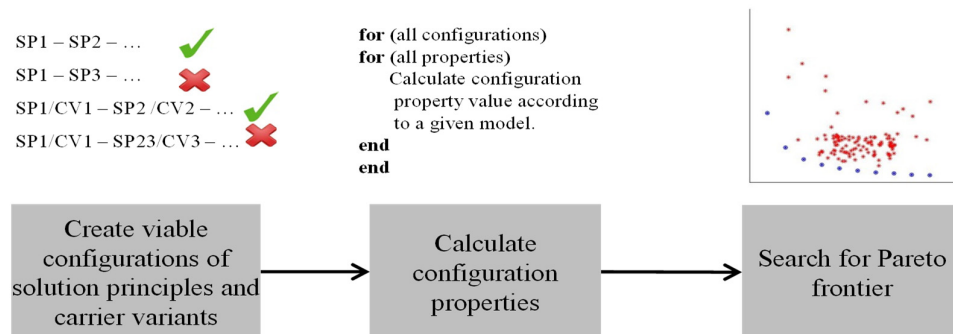 SP1 – SP2 – …
SP1 – SP3 – …
SP1/CV1 – SP2 /CV2 – …
SP1/CV1 – SP23/CV3 – …
for (all configurations)
for (all properties)
Calculate configuration
property value according
to a given model.
end
end
Create viable
configurations of
solution principles and
carrier variants
Calculate
configuration
properties
Search for Pareto
frontier